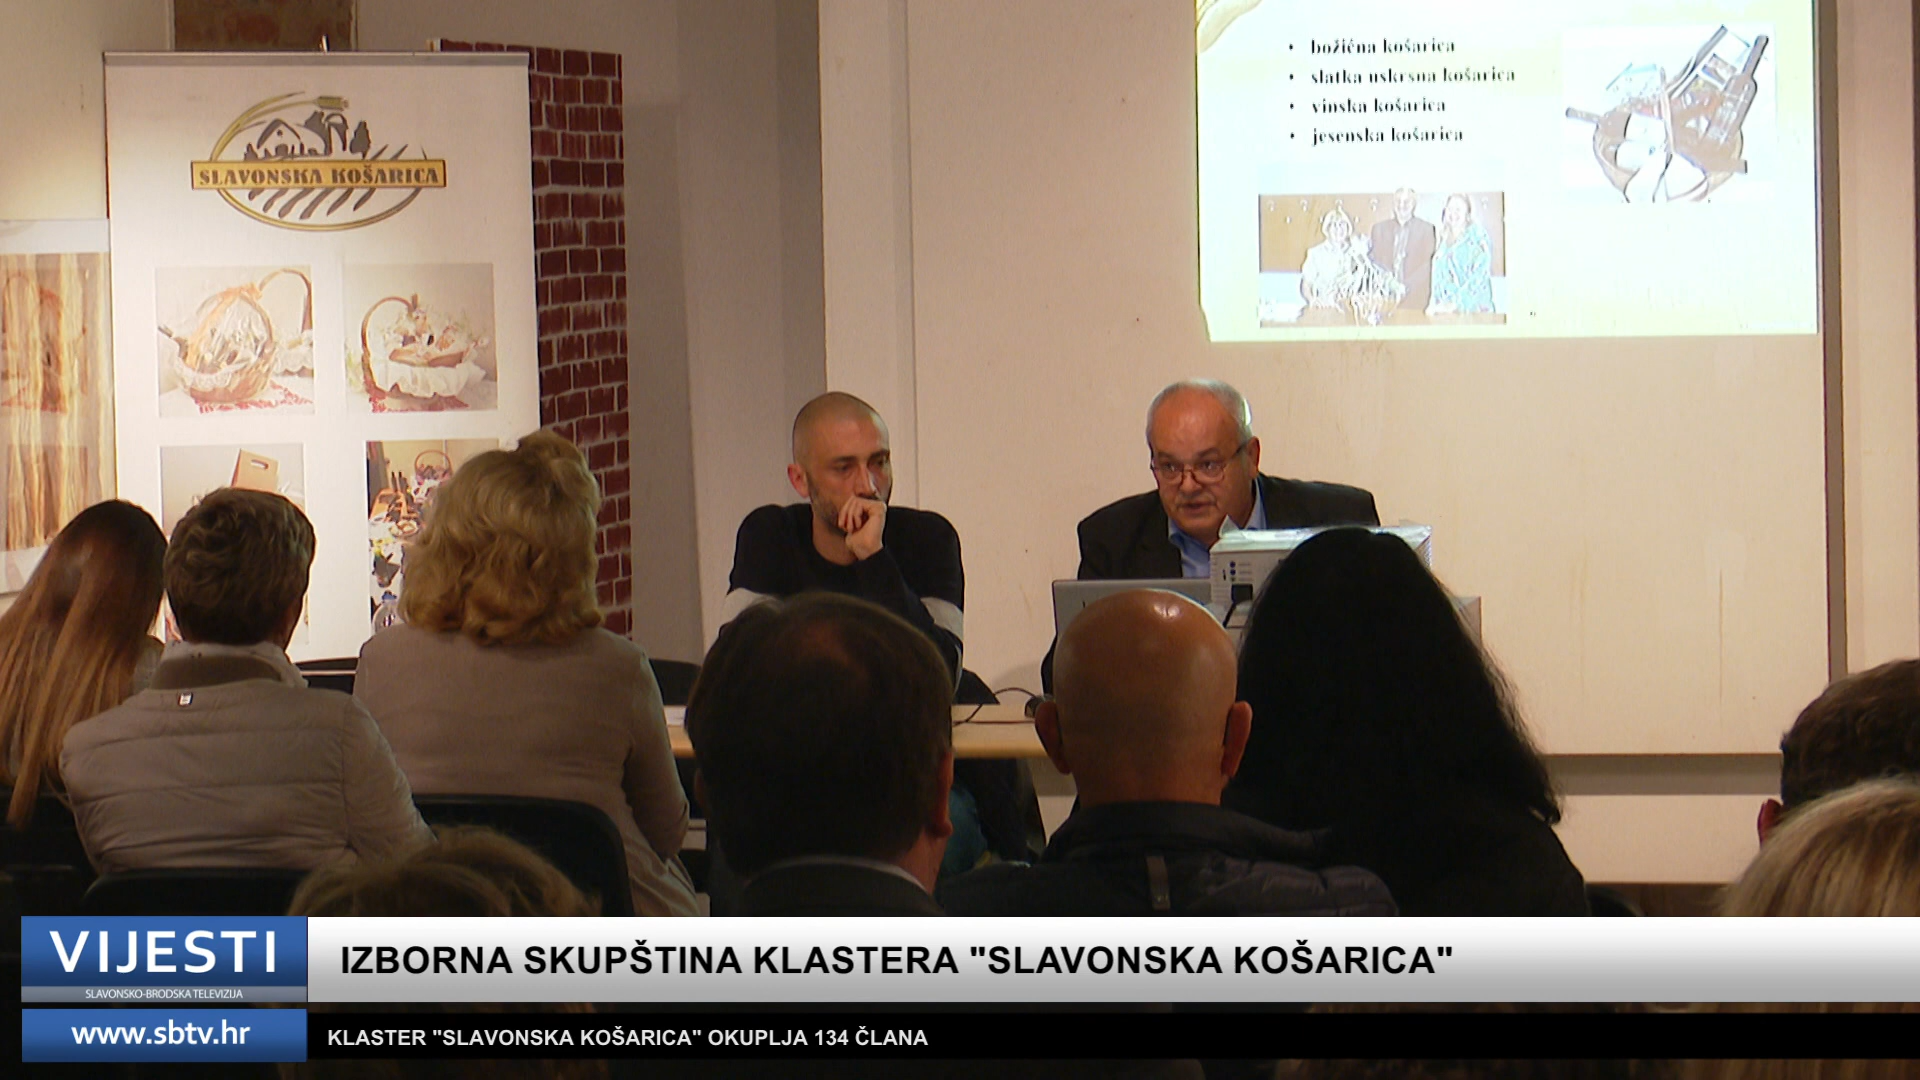 • božićna košarica
• slatka uskrsna košarica
• vinska košarica
• jesenska košarica
SLAVONSKA KOŠARICA
VIJESTI
SLAVONSKO-BRODSKA TELEVIZIJA
www.sbtv.hr
IZBORNA SKUPŠTINA KLASTERA "SLAVONSKA KOŠARICA"
KLASTER "SLAVONSKA KOŠARICA" OKUPLJA 134 ČLANA